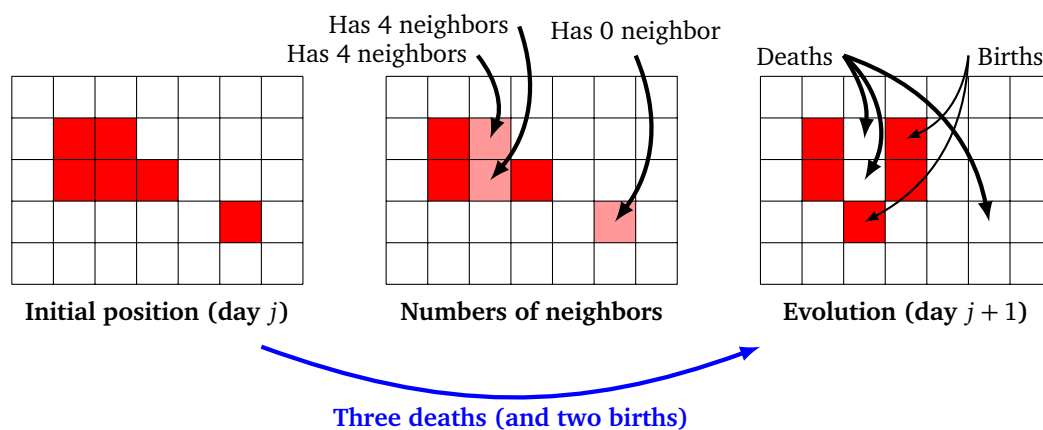 Has 4 neighbors
Has 4 neighbors
Has 0 neighbor
Deaths
Births
Initial position (day j)
Numbers of neighbors
Evolution (day j + 1)
Three deaths (and two births)